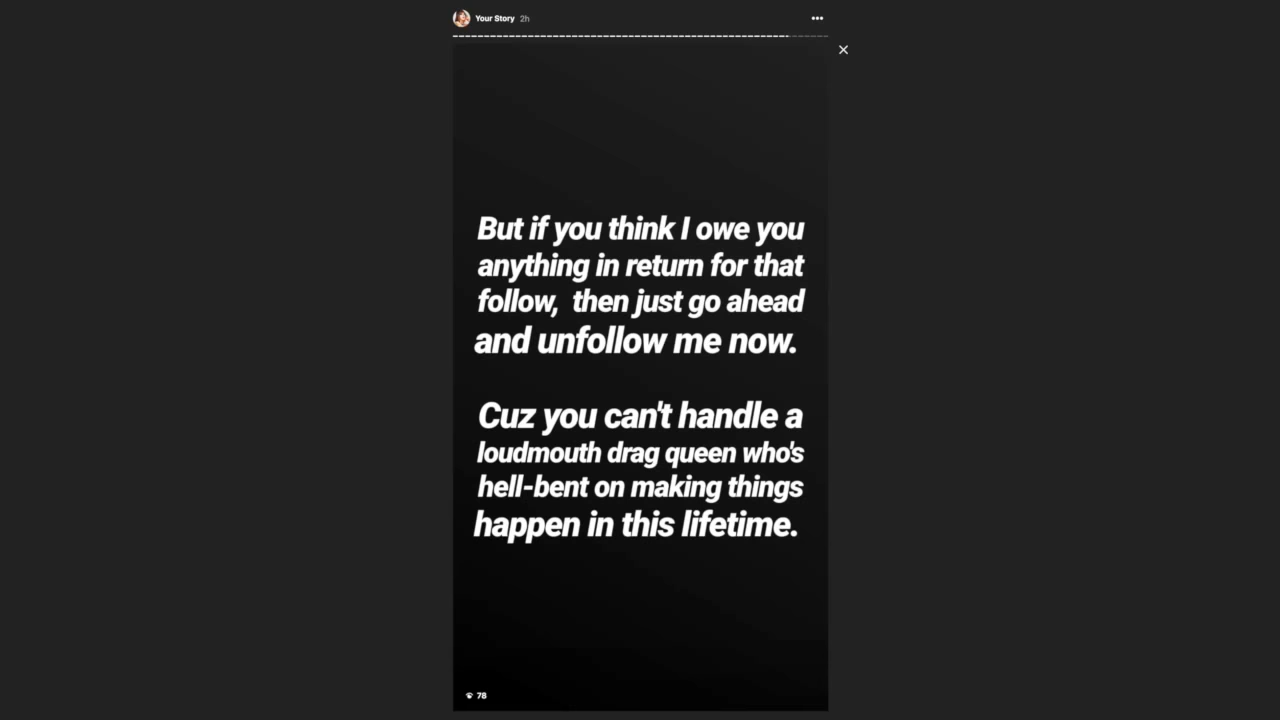 Your Story 2h
But if you think I owe you
anything in return for that
follow,  then just go ahead
and unfollow me now.
Cuz you can't handle a
loudmouth drag queen who's
hell-bent on making things
happen in this lifetime.
78